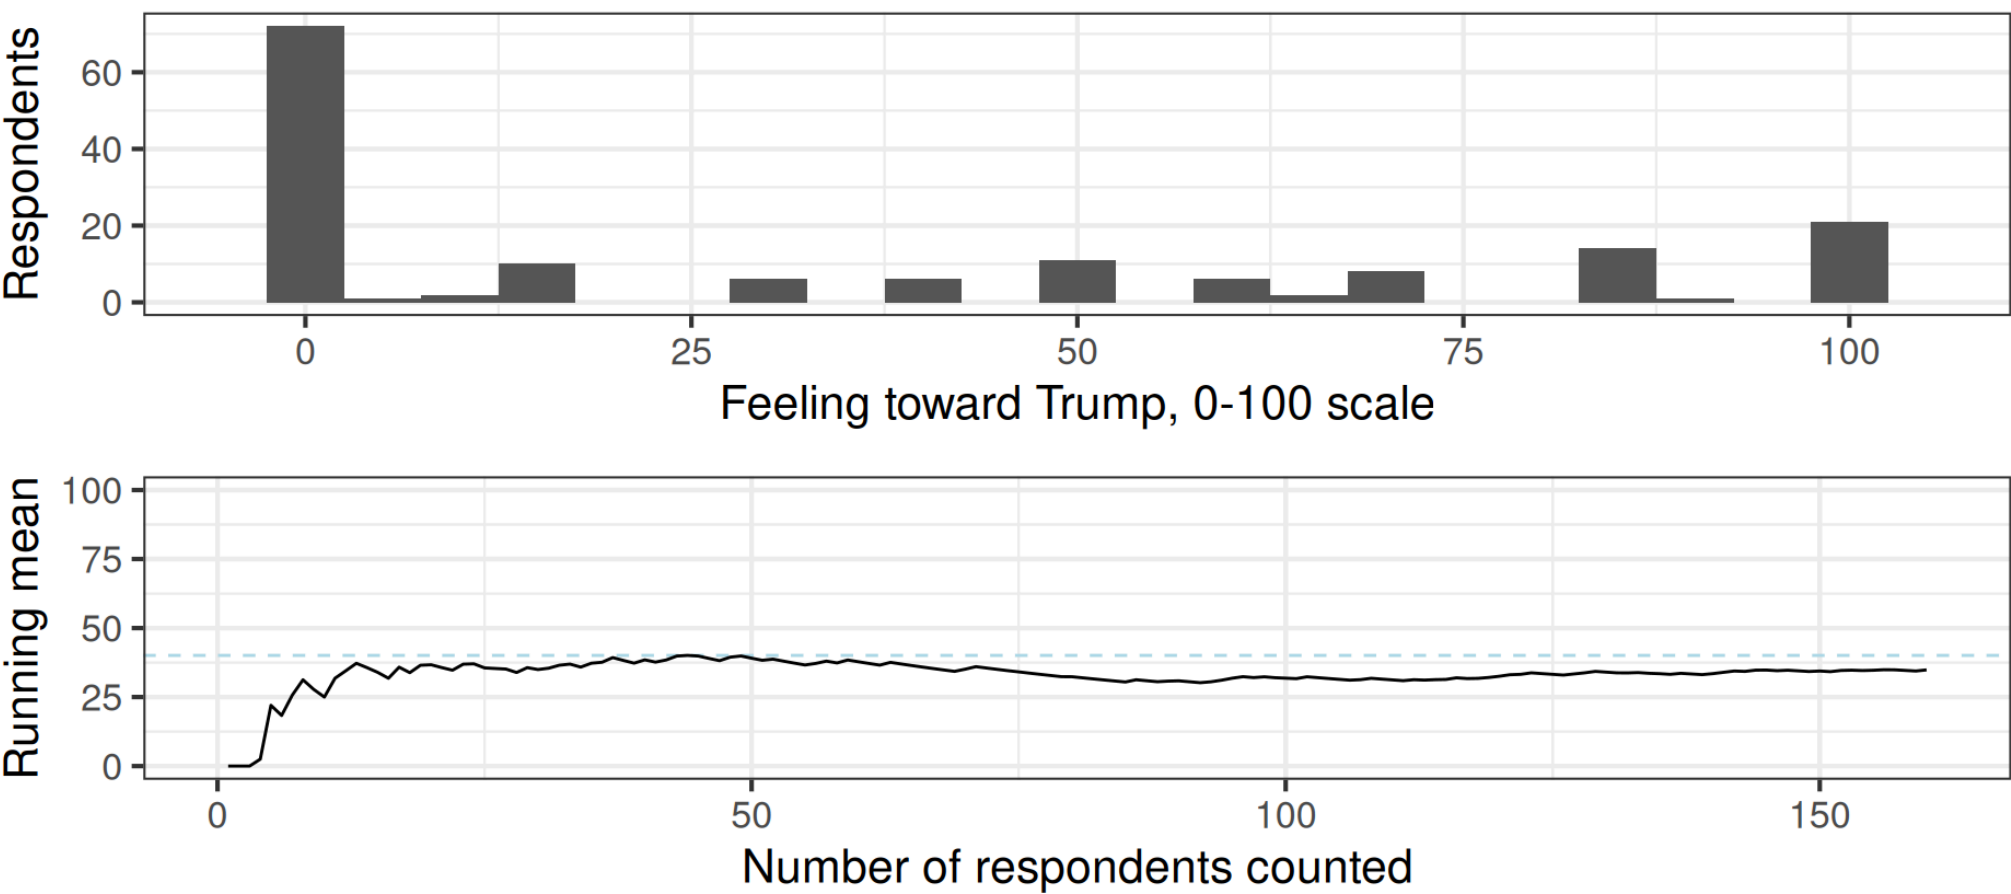 Respondents
60
40
20
0
0 25 50 75 100
Feeling toward Trump, 0-100 scale
Running mean
100
75
50
25
0
0 50 100 150
Number of respondents counted